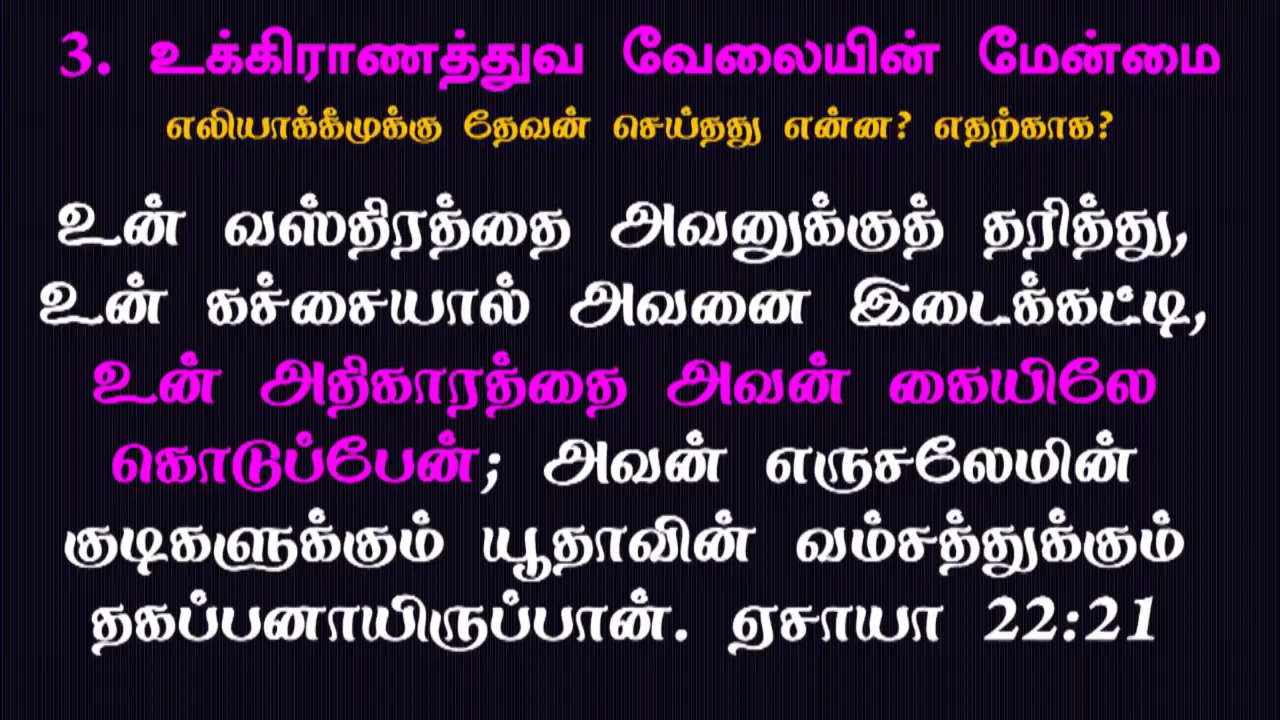 3. உக்கிராணத்துவ வேலையின் மேன்மை
எலியாக்கீமுக்கு தேவன் செய்தது என்ன? எதற்காக?
உன் வஸ்திரத்தை அவனுக்குத் தரித்து,
உன் கச்சையால் அவனை இடைக்கட்டி,
உன் அதிகாரத்தை அவன் கையிலே
கொடுப்பேன்; அவன் எருசலேமின்
குடிகளுக்கும் யூதாவின் வம்சத்துக்கும்
தகப்பனாயிருப்பான். ஏசாயா 22:21